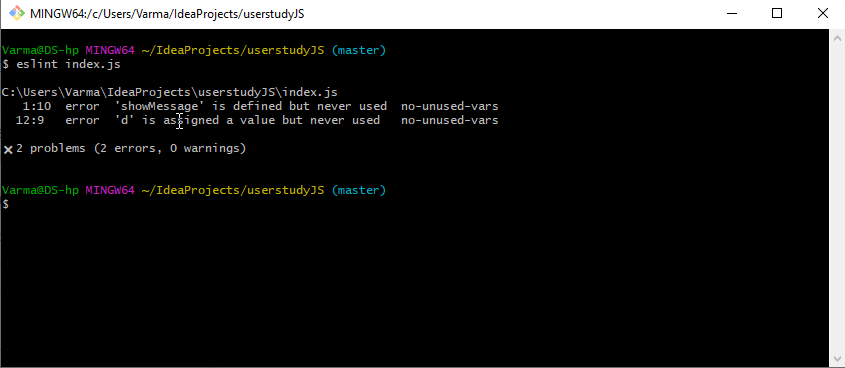 MINGW64:/c/Users/Varma/IdeaProjects/userstudyJS
Varma@DS-hp MINGW64 ~/IdeaProjects/userstudyJS (master)
$ eslint index.js
C:\Users\Varma\IdeaProjects\userstudyJS\index.js
1:10  error  'showMessage' is defined but never used  no-unused-vars
12:9  error  'd' is assigned a value but never used  no-unused-vars
✕ 2 problems (2 errors, 0 warnings)
Varma@DS-hp MINGW64 ~/IdeaProjects/userstudyJS (master)
$